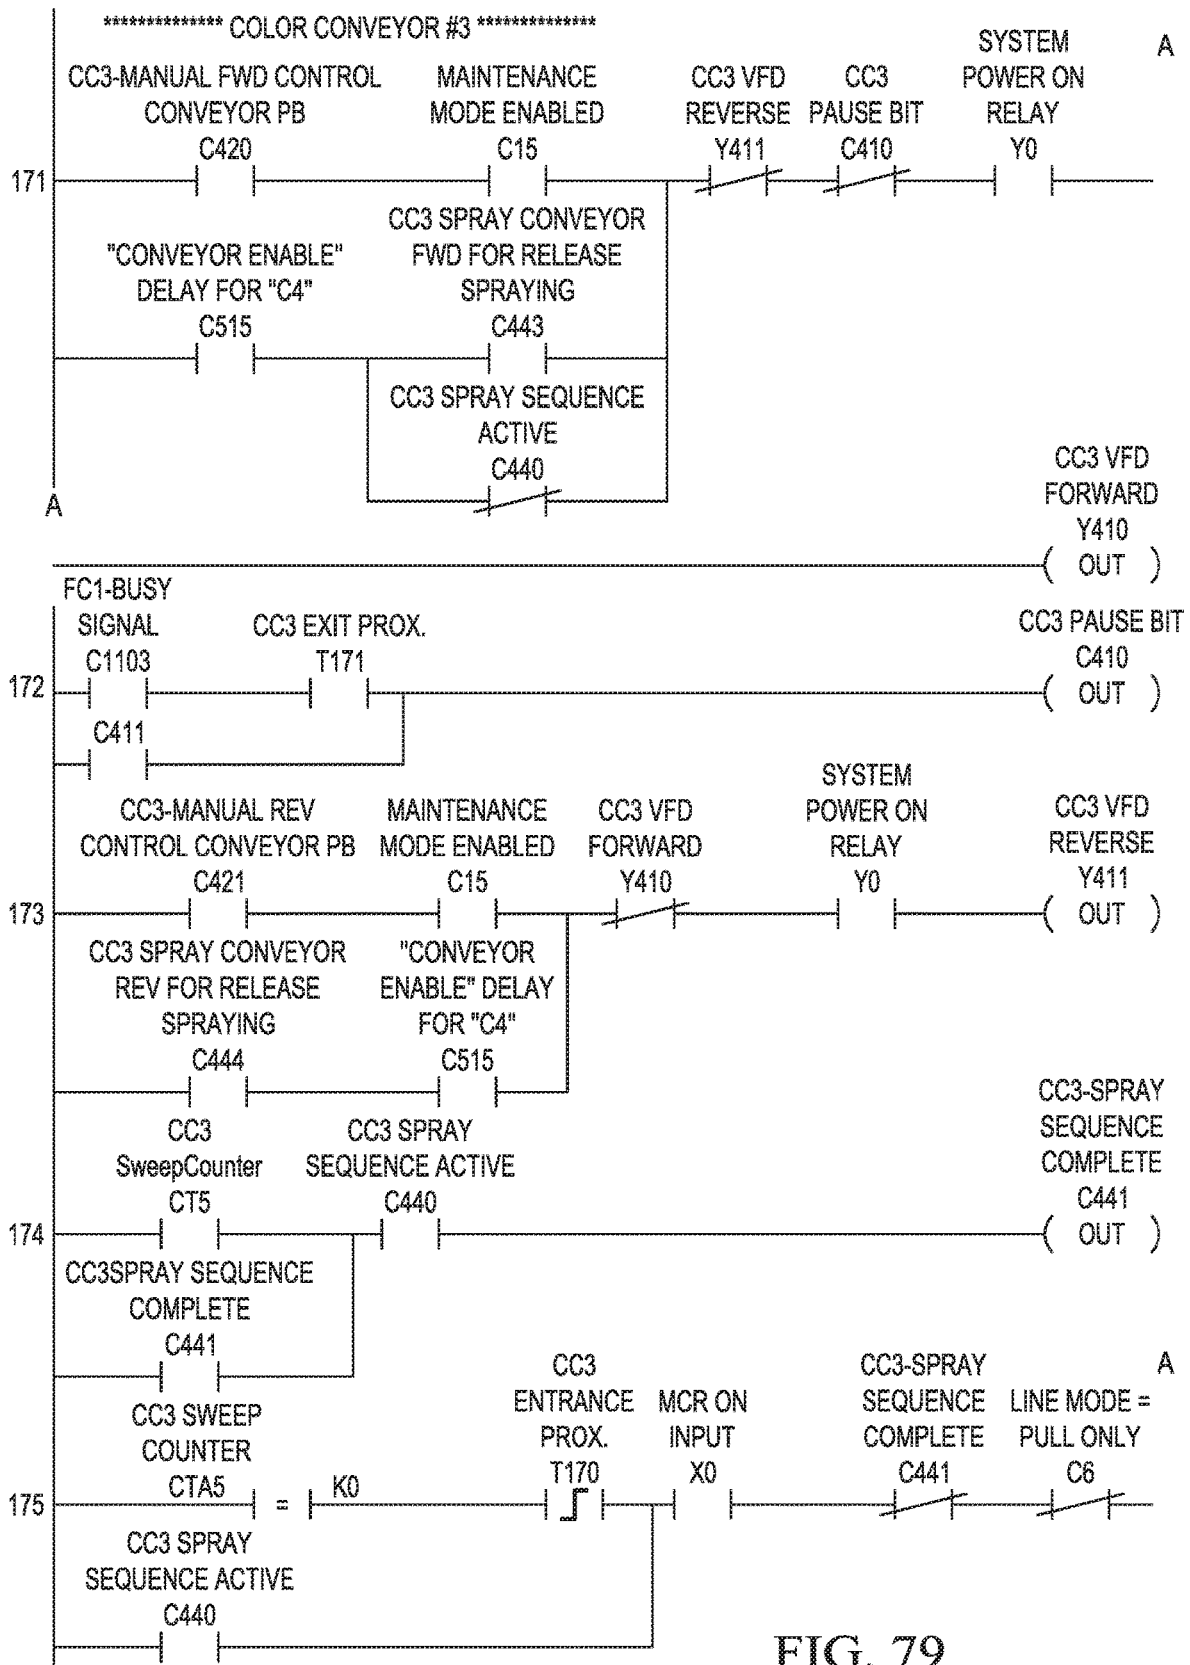 ************** COLOR CONVEYOR #3 **************
SYSTEM A
CC3-MANUAL FWD CONTROL MAINTENANCE CC3 VFD CC3 POWER ON
CONVEYOR PB MODE ENABLED REVERSE PAUSE BIT RELAY
C420 C15 Y411 C410 Y0
171
CC3 SPRAY CONVEYOR
"CONVEYOR ENABLE" FWD FOR RELEASE
DELAY FOR "C4" SPRAYING
C515 C443
CC3 SPRAY SEQUENCE
ACTIVE
C440
A
CC3 VFD
FORWARD
Y410
OUT
FC1-BUSY
SIGNAL CC3 EXIT PROX. CC3 PAUSE BIT
C1103 T171 C410
172 OUT
C411
SYSTEM
CC3-MANUAL REV MAINTENANCE CC3 VFD POWER ON CC3 VFD
CONTROL CONVEYOR PB MODE ENABLED FORWARD RELAY REVERSE
C421 C15 Y410 Y0 Y411
173 OUT
CC3 SPRAY CONVEYOR "CONVEYOR
REV FOR RELEASE ENABLE" DELAY
SPRAYING FOR "C4"
C444 C515
CC3-SPRAY
CC3 CC3 SPRAY SEQUENCE
SweepCounter SEQUENCE ACTIVE COMPLETE
CT5 C440 C441
174 OUT
CC3SPRAY SEQUENCE
COMPLETE
C441
CC3 CC3-SPRAY A
CC3 SWEEP ENTRANCE MCR ON SEQUENCE LINE MODE =
COUNTER PROX. INPUT COMPLETE PULL ONLY
CTA5 K0 T170 X0 C441 C6
175 =
CC3 SPRAY
SEQUENCE ACTIVE
C440
FIG. 79